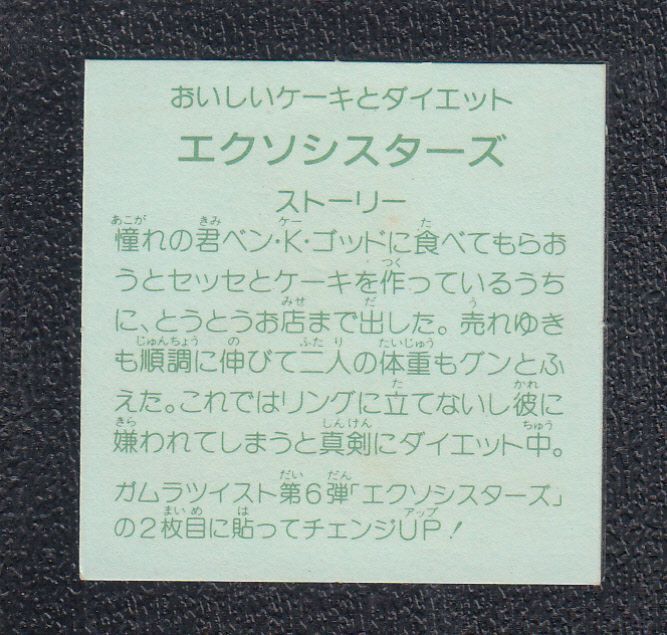 おいしいケーキとダイエット
エクソシスターズ
ストーリー
憧れの君ベン・K・ゴッドに食べてもらお
うとセッセとケーキを作っているうち
に、とうとうお店まで出した。売れゆき
も順調に伸びて二人の体重もグンとふ
えた。これではリングに立てないし彼に
嫌われてしまうと真剣にダイエット中。
ガムラツイスト第6弾「エクソシスターズ」
の2枚目に貼ってチェンジUP!